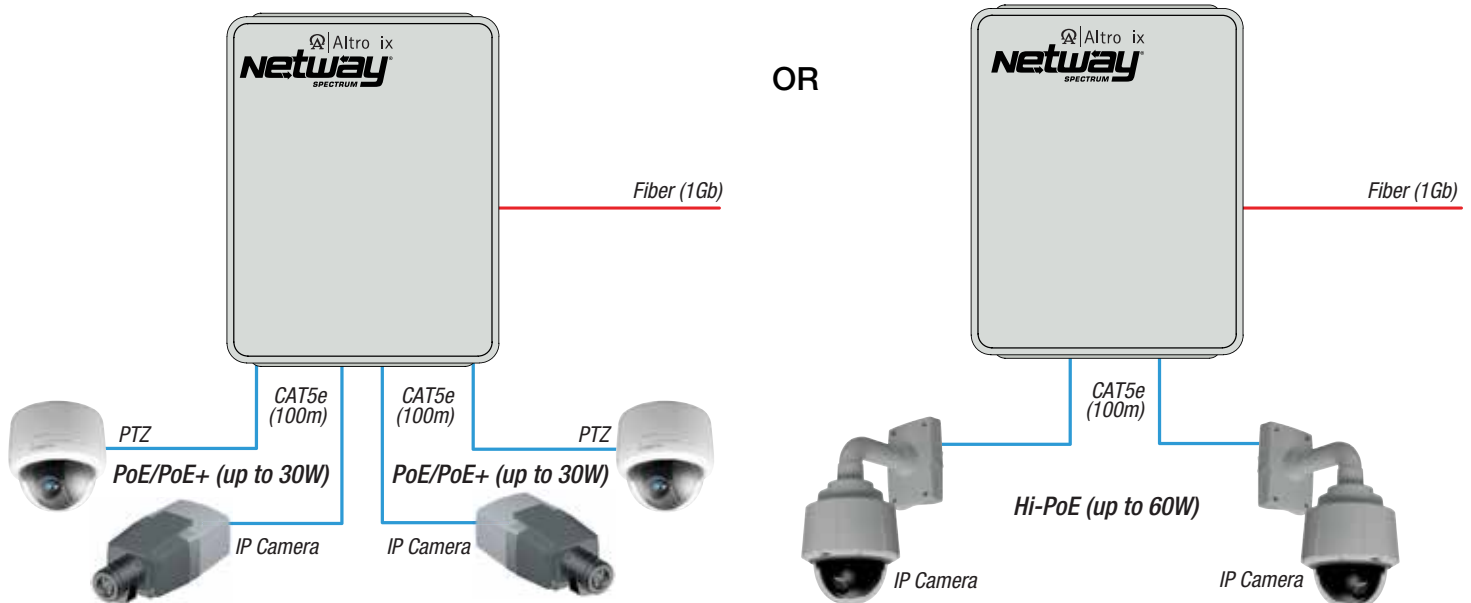 Altro ix
Netway
SPECTRUM
Fiber (1Gb)
CAT5e
(100m)
CAT5e
(100m)
PTZ
PTZ
PoE/PoE+ (up to 30W)
PoE/PoE+ (up to 30W)
IP Camera
IP Camera
OR
Altro ix
Netway
SPECTRUM
Fiber (1Gb)
CAT5e
(100m)
Hi-PoE (up to 60W)
IP Camera
IP Camera